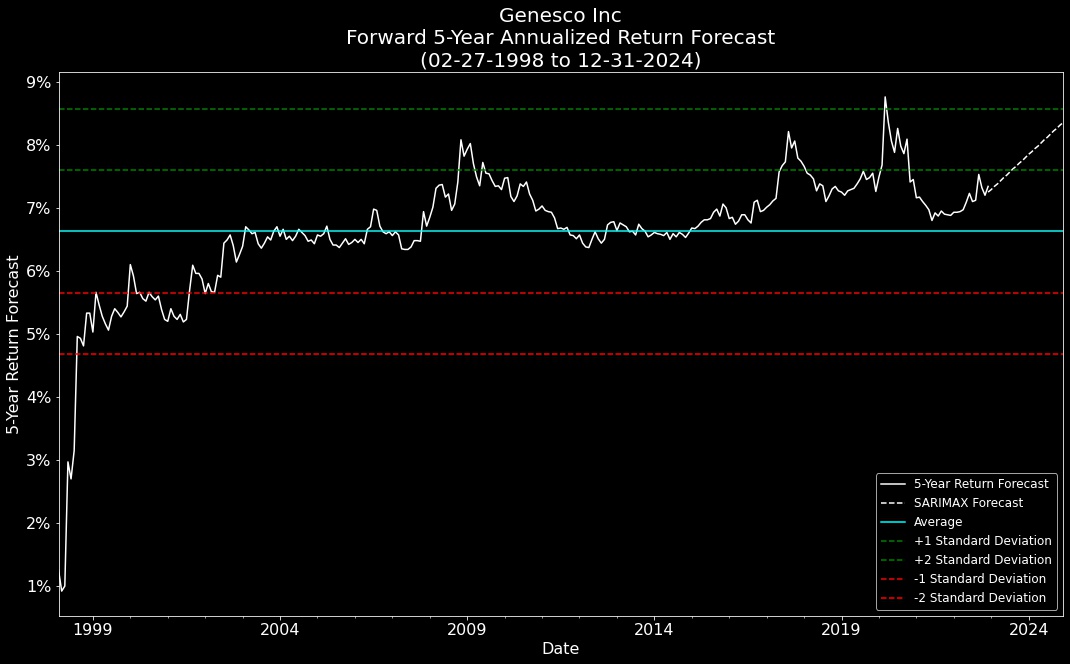 Genesco Inc
Forward 5-Year Annualized Return Forecast
(02-27-1998 to 12-31-2024)
9%
8%
7%
6%
5%
4%
3%
2%
1%
5-Year Return Forecast
1999
2004
2009
2014
2019
2024
Date
5-Year Return Forecast
SARIMAX Forecast
Average
+1 Standard Deviation
+2 Standard Deviation
-1 Standard Deviation
-2 Standard Deviation